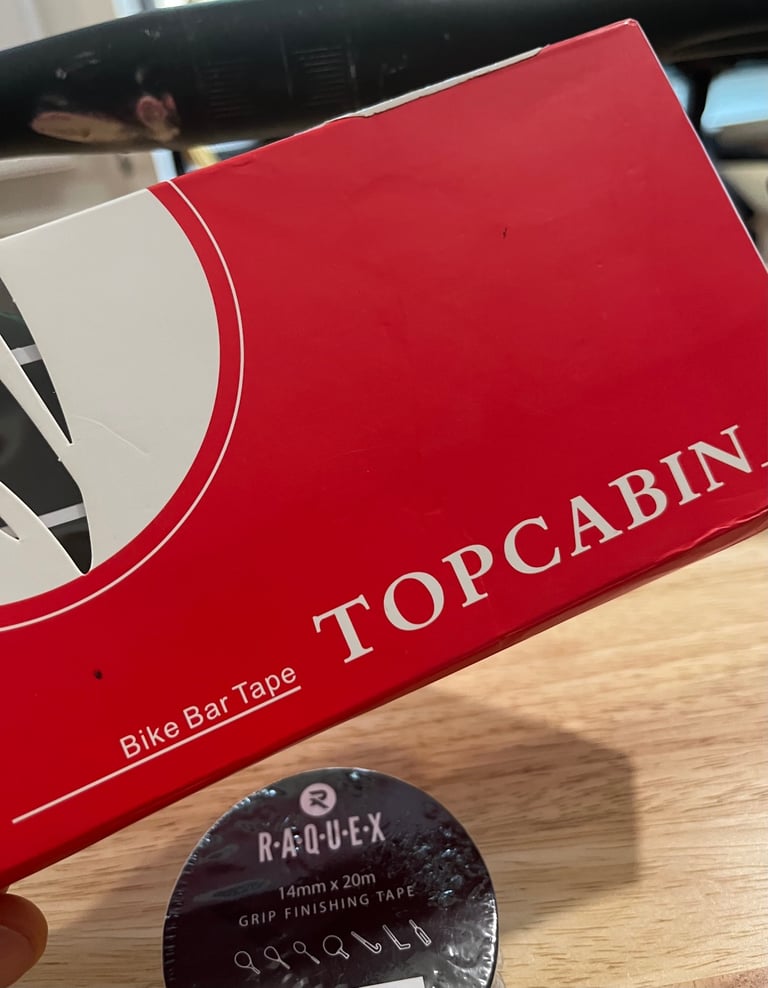 TOPCABIN
Bike Bar Tape
R·A·Q·U·E·X
14mm x 20m
GRIP FINISHING TAPE